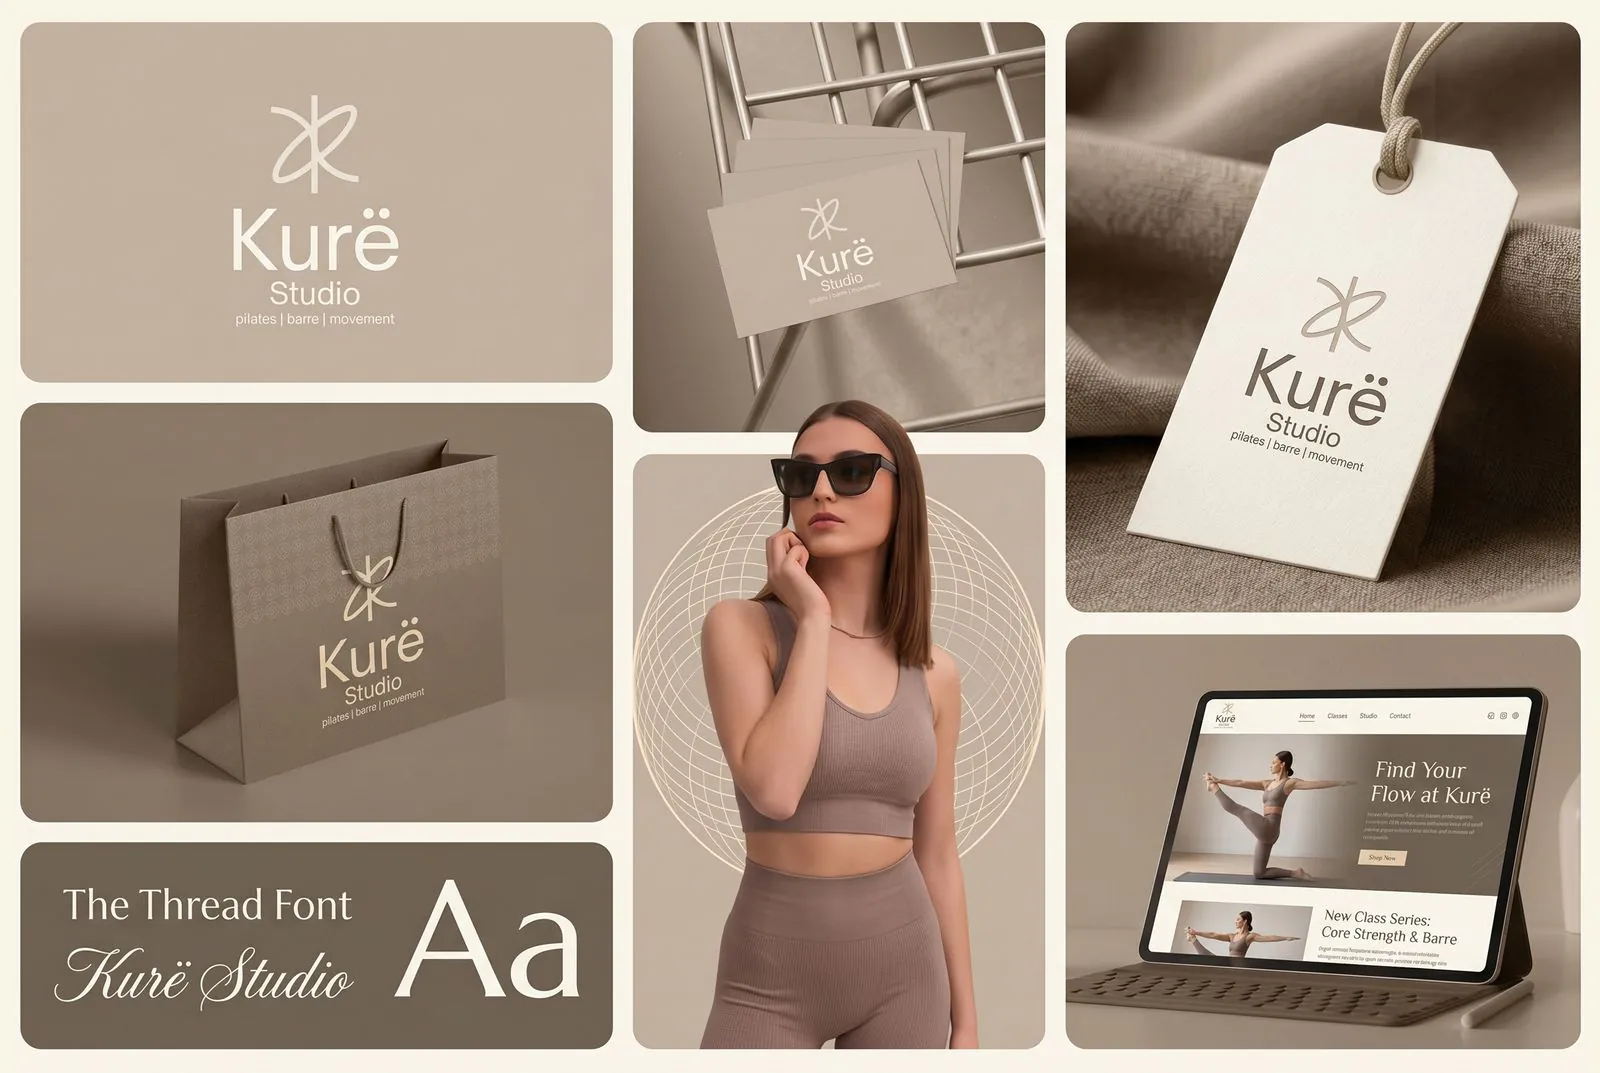 Kurë
Studio
pilates | barre | movement
Kurë
Studio
pilates | barre | movement
Kurë
Studio
pilates | barre | movement
Kurë
Studio
pilates | barre | movement
The Thread Font
Kurë Studio
Aa
Kurë
Home Classes Studio Contact
Find Your
Flow at Kurë
Shop Now
New Class Series:
Core Strength & Barre